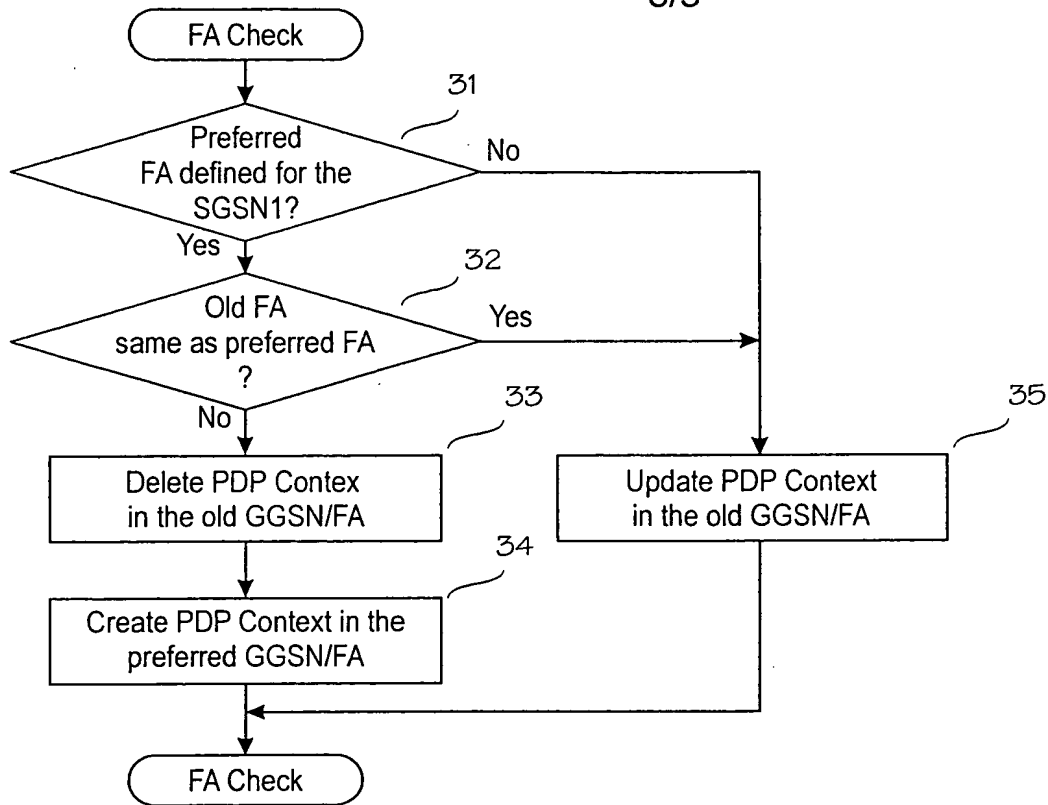 FA Check
31
Preferred
FA defined for the
SGSN1?
No
Yes
32
Old FA
same as preferred FA
?
Yes
No
33
Delete PDP Contex
in the old GGSN/FA
35
Update PDP Context
in the old GGSN/FA
34
Create PDP Context in the
preferred GGSN/FA
FA Check